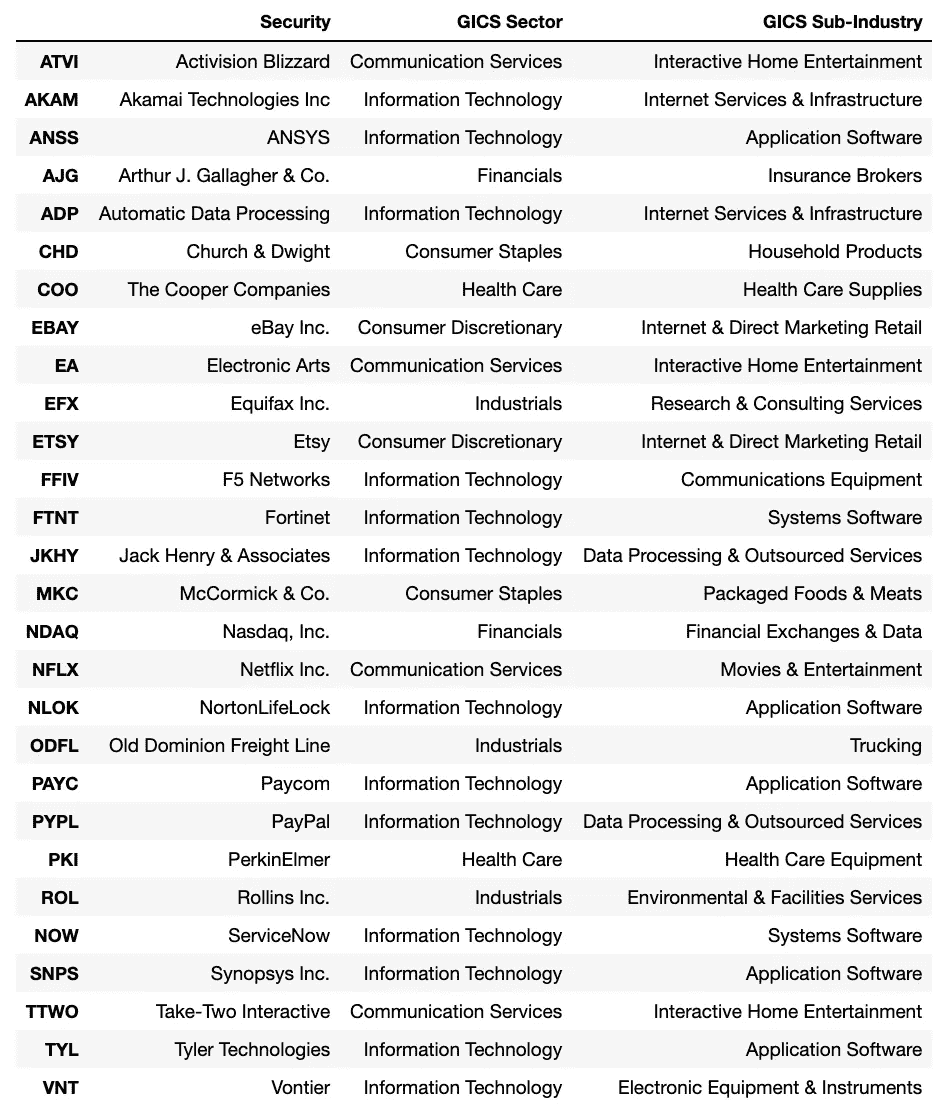 Security GICS Sector GICS Sub-Industry
ATVI Activision Blizzard Communication Services Interactive Home Entertainment
AKAM Akamai Technologies Inc Information Technology Internet Services & Infrastructure
ANSS ANSYS Information Technology Application Software
AJG Arthur J. Gallagher & Co. Financials Insurance Brokers
ADP Automatic Data Processing Information Technology Internet Services & Infrastructure
CHD Church & Dwight Consumer Staples Household Products
COO The Cooper Companies Health Care Health Care Supplies
EBAY eBay Inc. Consumer Discretionary Internet & Direct Marketing Retail
EA Electronic Arts Communication Services Interactive Home Entertainment
EFX Equifax Inc. Industrials Research & Consulting Services
ETSY Etsy Consumer Discretionary Internet & Direct Marketing Retail
FFIV F5 Networks Information Technology Communications Equipment
FTNT Fortinet Information Technology Systems Software
JKHY Jack Henry & Associates Information Technology Data Processing & Outsourced Services
MKC McCormick & Co. Consumer Staples Packaged Foods & Meats
NDAQ Nasdaq, Inc. Financials Financial Exchanges & Data
NFLX Netflix Inc. Communication Services Movies & Entertainment
NLOK NortonLifeLock Information Technology Application Software
ODFL Old Dominion Freight Line Industrials Trucking
PAYC Paycom Information Technology Application Software
PYPL PayPal Information Technology Data Processing & Outsourced Services
PKI PerkinElmer Health Care Health Care Equipment
ROL Rollins Inc. Industrials Environmental & Facilities Services
NOW ServiceNow Information Technology Systems Software
SNPS Synopsys Inc. Information Technology Application Software
TTWO Take-Two Interactive Communication Services Interactive Home Entertainment
TYL Tyler Technologies Information Technology Application Software
VNT Vontier Information Technology Electronic Equipment & Instruments